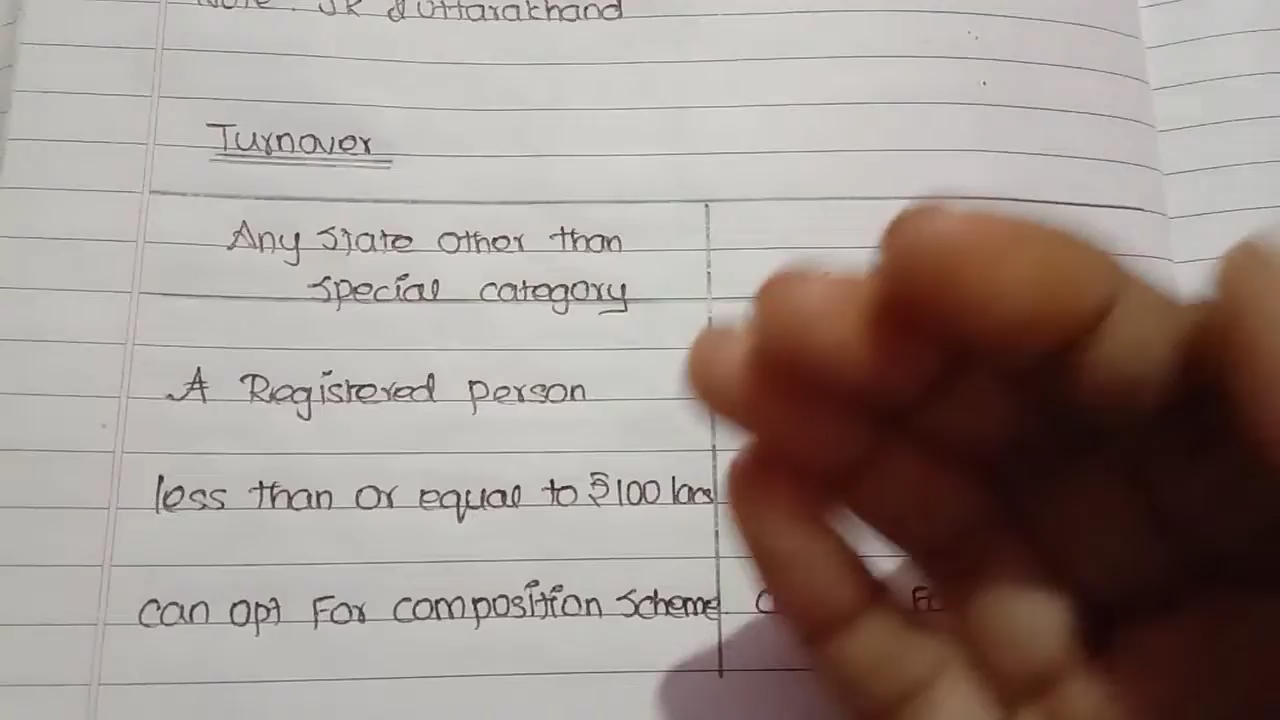 & Uttarakhand
Turnover
Any State other than
special category
A Registered person
less than or equal to ₹100 lacs
can opt For composition Scheme